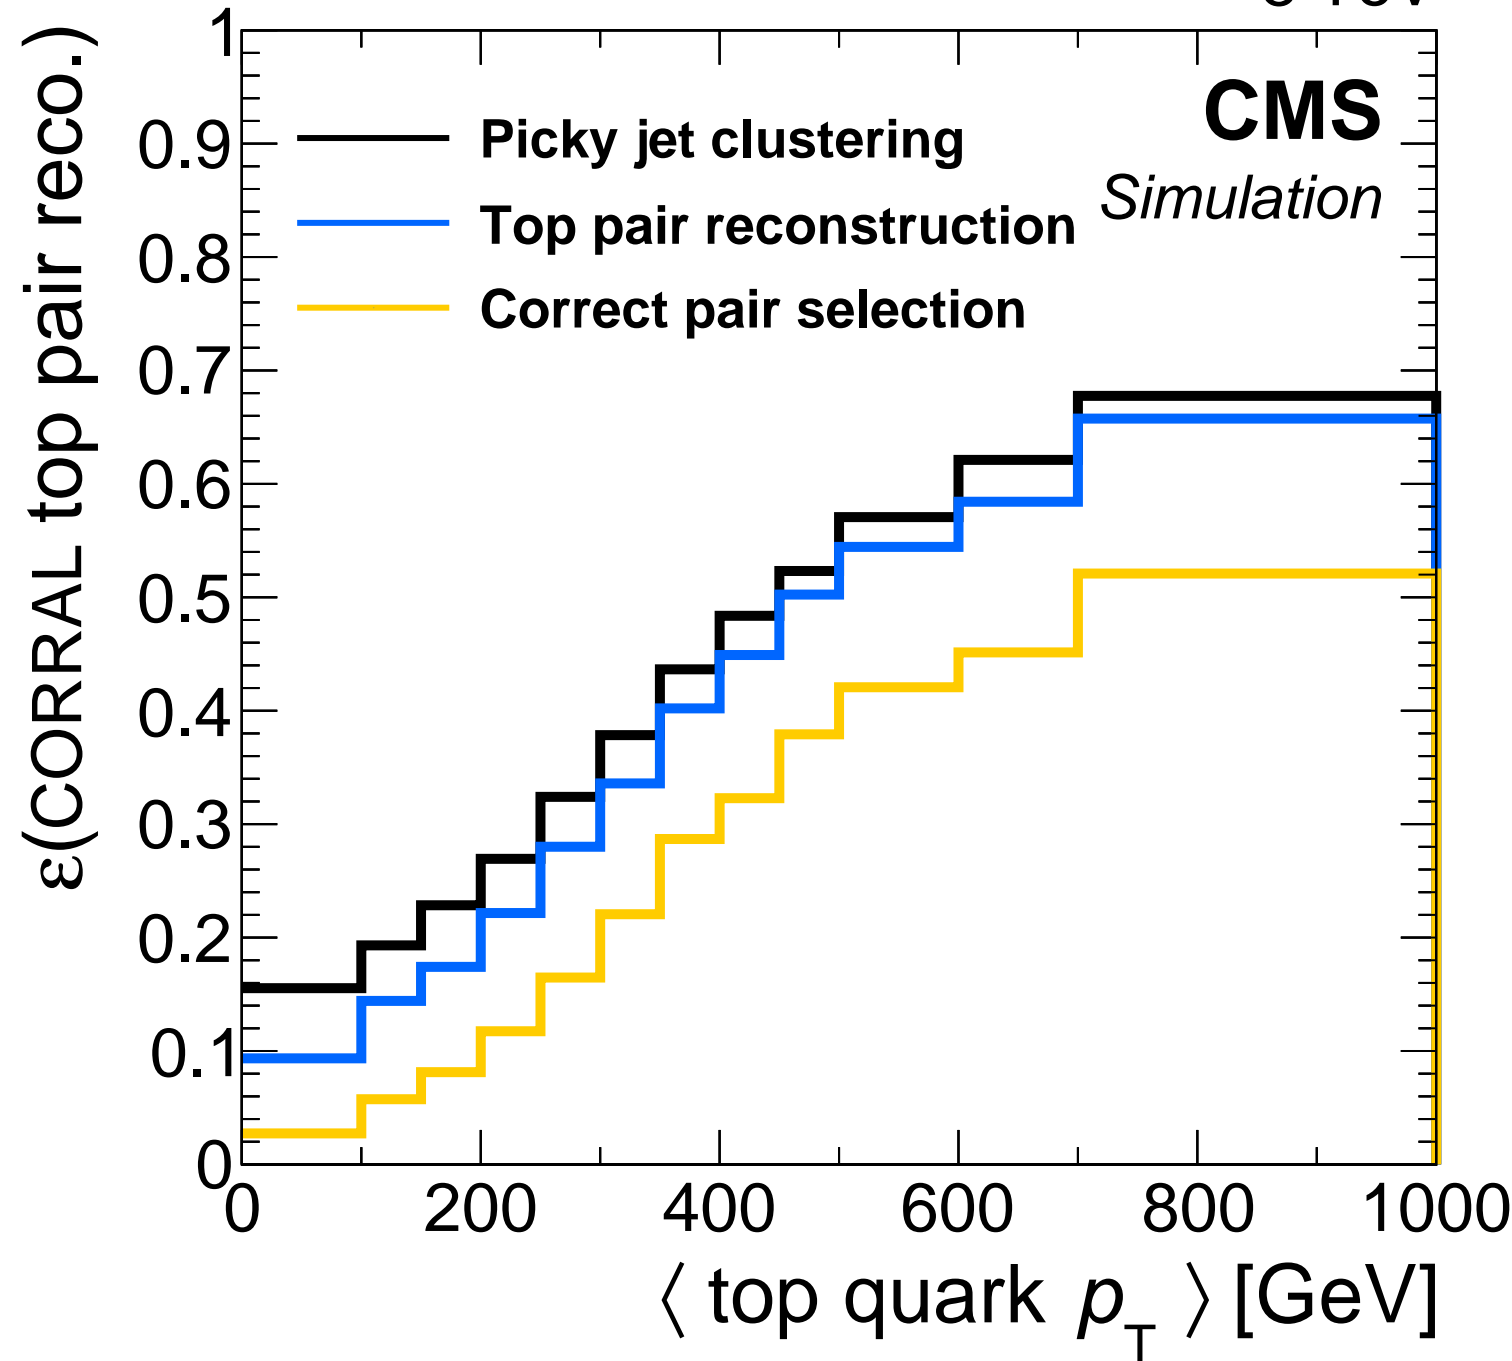 1
0.9
0.8
0.7
0.6
0.5
0.4
0.3
0.2
0.1
0
ε(CORRAL top pair reco.)
CMS
Simulation
Picky jet clustering
Top pair reconstruction
Correct pair selection
0 200 400 600 800 1000
⟨ top quark p_T ⟩ [GeV]